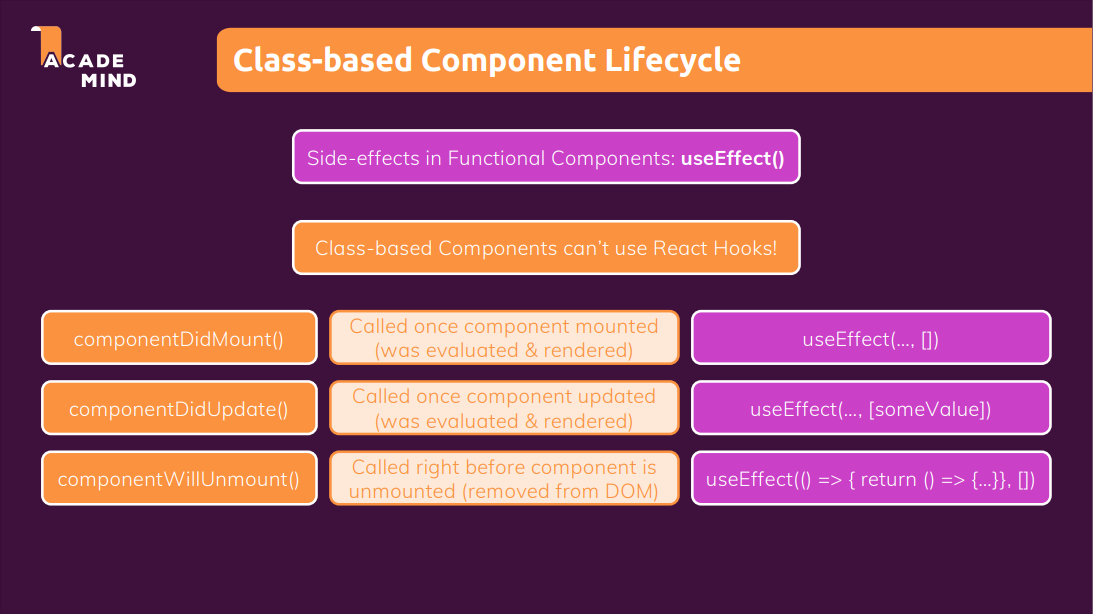 ACADE
MIND
Class-based Component Lifecycle
Side-effects in Functional Components: useEffect()
Class-based Components can’t use React Hooks!
componentDidMount()
Called once component mounted
(was evaluated & rendered)
useEffect(…, [])
componentDidUpdate()
Called once component updated
(was evaluated & rendered)
useEffect(…, [someValue])
componentWillUnmount()
Called right before component is
unmounted (removed from DOM)
useEffect(() => { return () => {…}}, [])